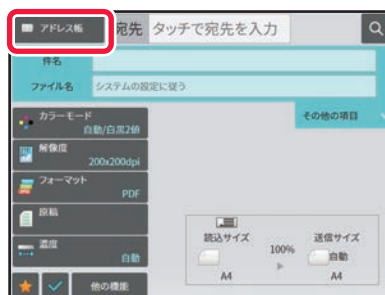 アドレス帳 宛先 タッチで宛先を入力
件名
ファイル名 システムの設定に従う
その他の項目
カラーモード
自動/白黒2値
解像度
200x200dpi
フォーマット
PDF
原稿
濃度
自動
他の機能
読込サイズ 100% 送信サイズ
自動
A4 A4